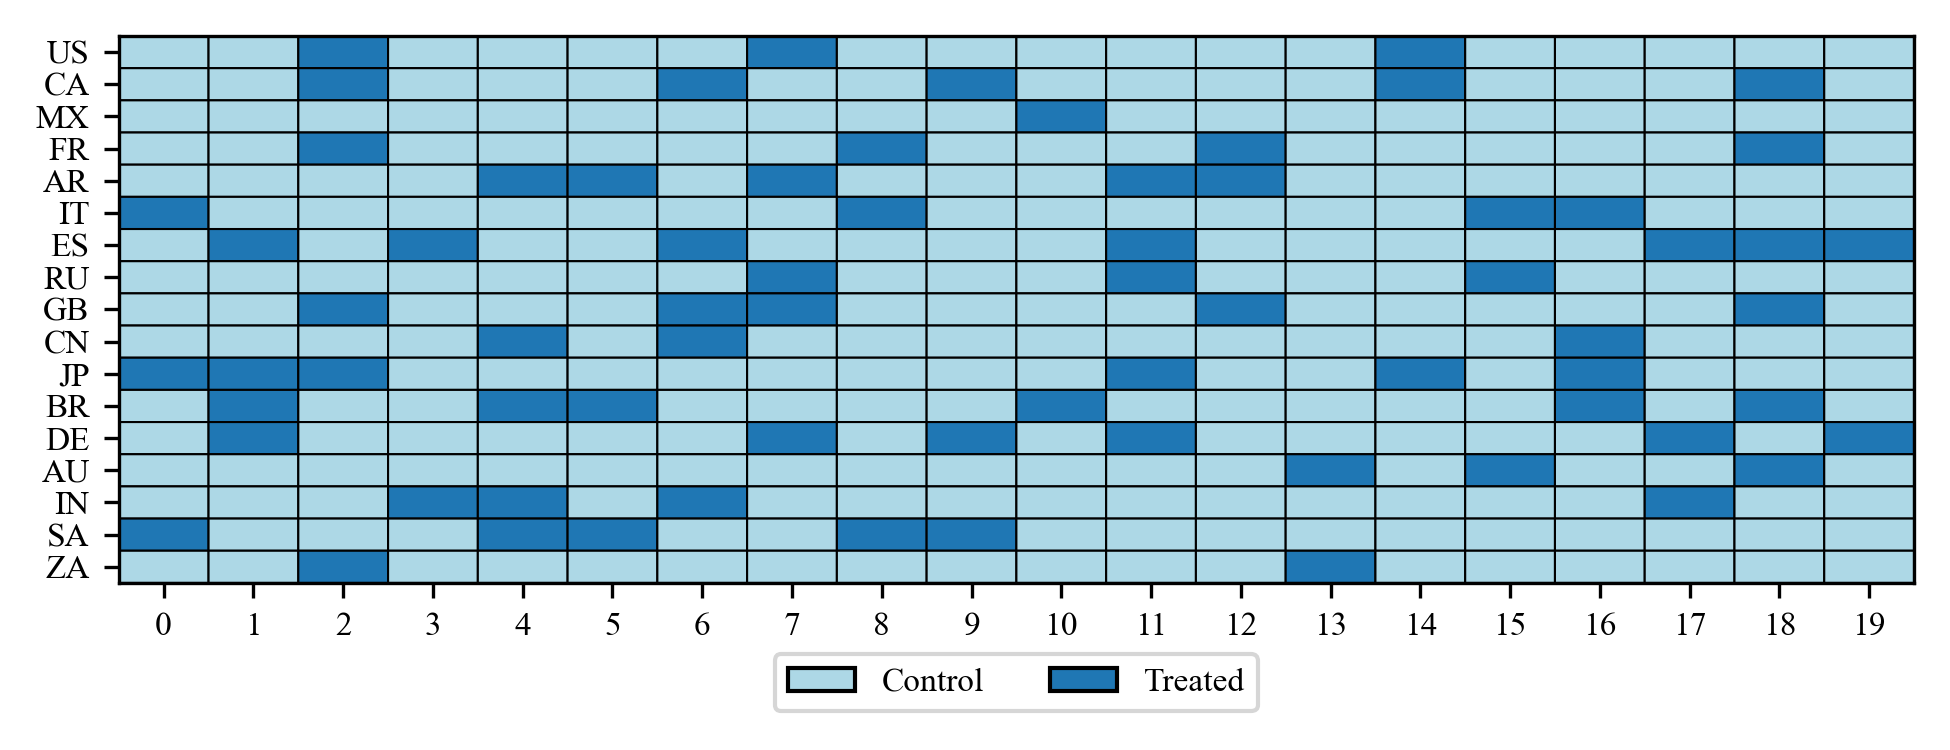 US
CA
MX
FR
AR
IT
ES
RU
GB
CN
JP
BR
DE
AU
IN
SA
ZA
0 1 2 3 4 5 6 7 8 9 10 11 12 13 14 15 16 17 18 19
Control Treated